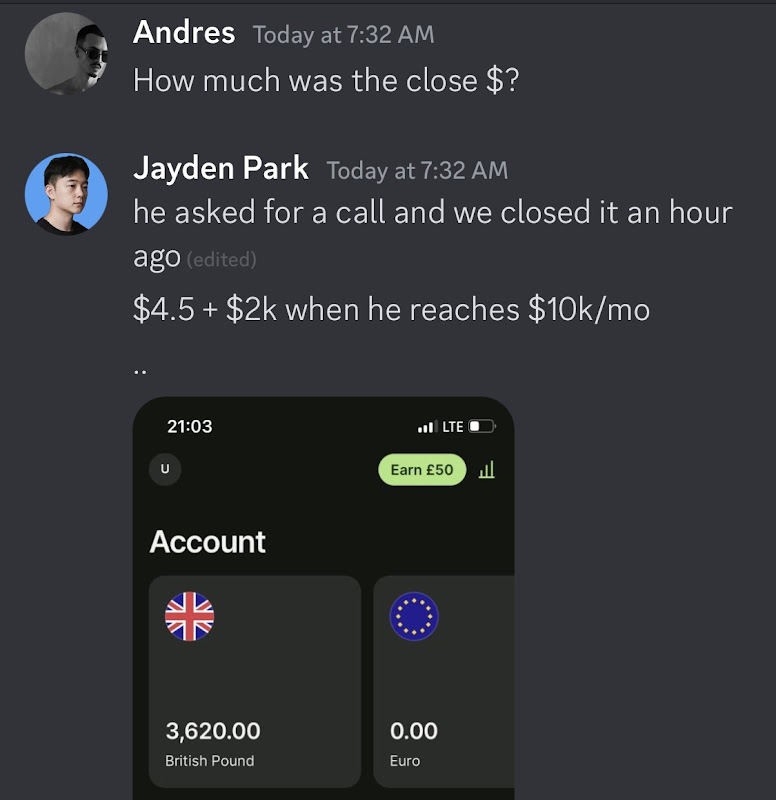 Andres Today at 7:32 AM
How much was the close $?
Jayden Park Today at 7:32 AM
he asked for a call and we closed it an hour
ago (edited)
$4.5 + $2k when he reaches $10k/mo
..
21:03 LTE
U Earn £50
Account
3,620.00 0.00
British Pound Euro